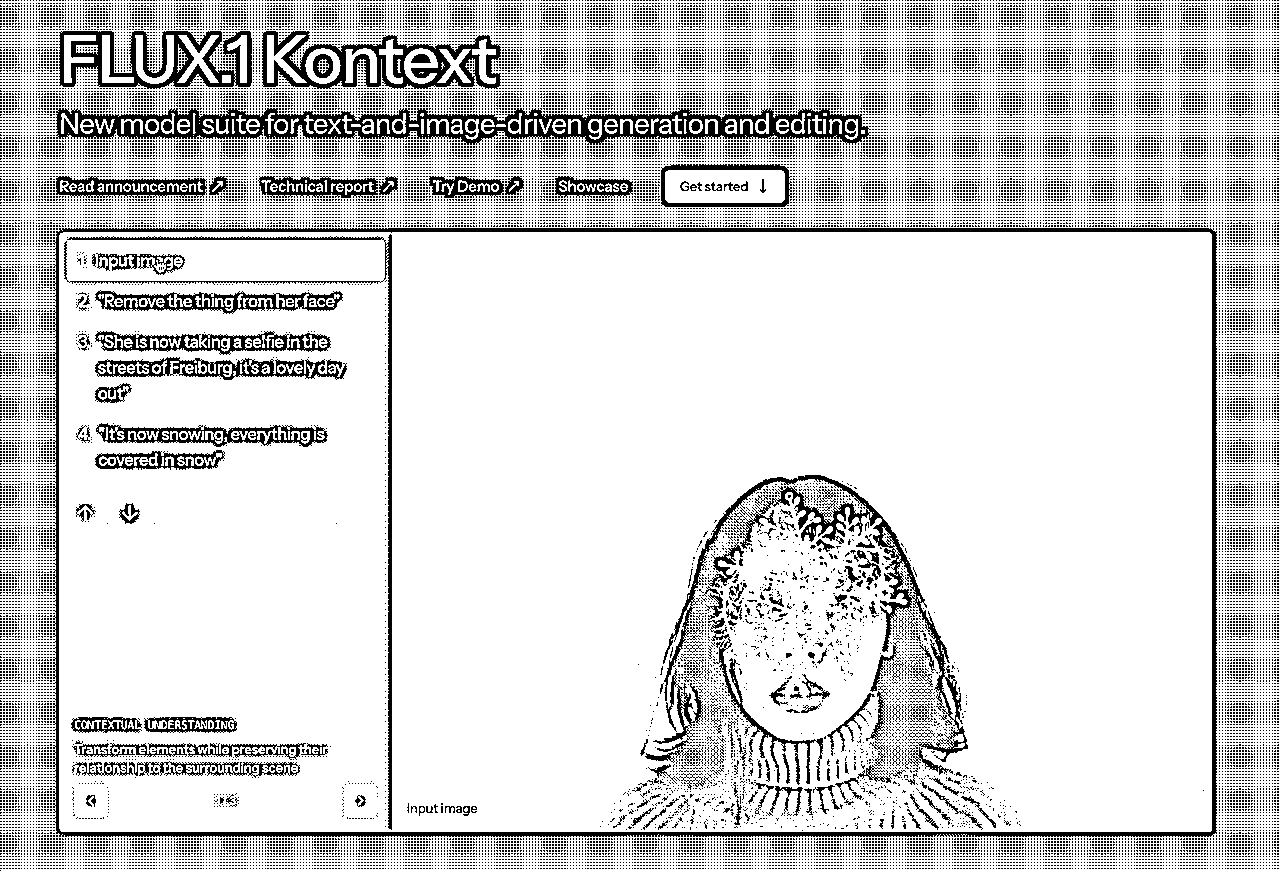 FLUX.1 Kontext
New model suite for text-and-image-driven generation and editing.
Read announcement ↗ Technical report ↗ Try Demo ↗ Showcase Get started ↓
1. Input image
2. "Remove the thing from her face"
3. "She is now taking a selfie in the
streets of Freiburg, it's a lovely day
out"
4. "It's now snowing, everything is
covered in snow"
CONTEXTUAL UNDERSTANDING
Transform elements while preserving their
relationship to the surrounding scene
Input image